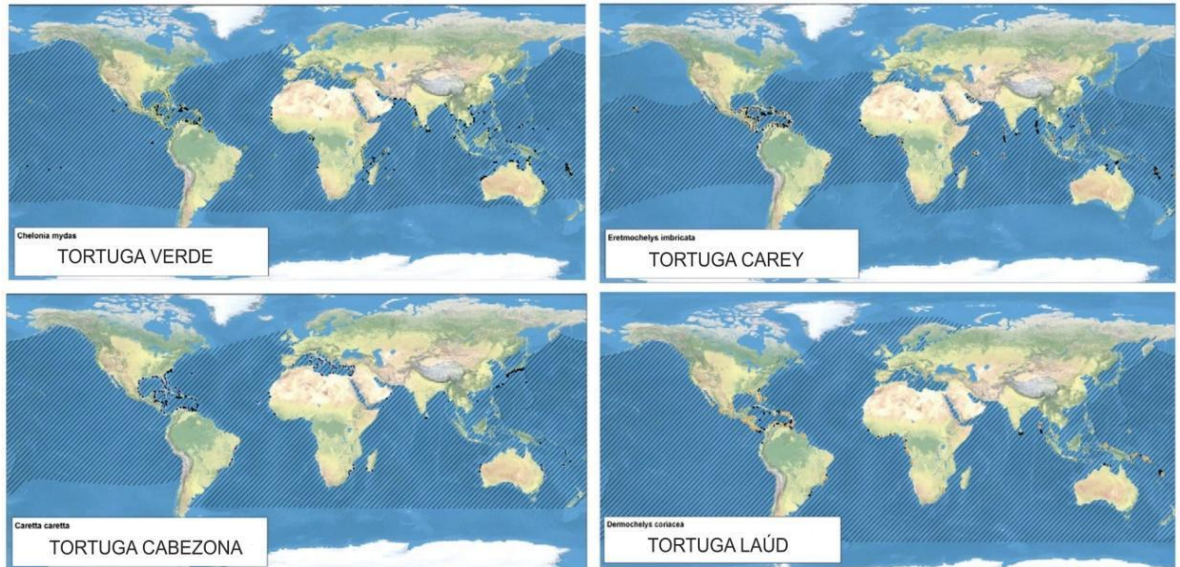 Chelonia mydas
TORTUGA VERDE
Eretmochelys imbricata
TORTUGA CAREY
Caretta caretta
TORTUGA CABEZONA
Dermochelys coriacea
TORTUGA LAÚD